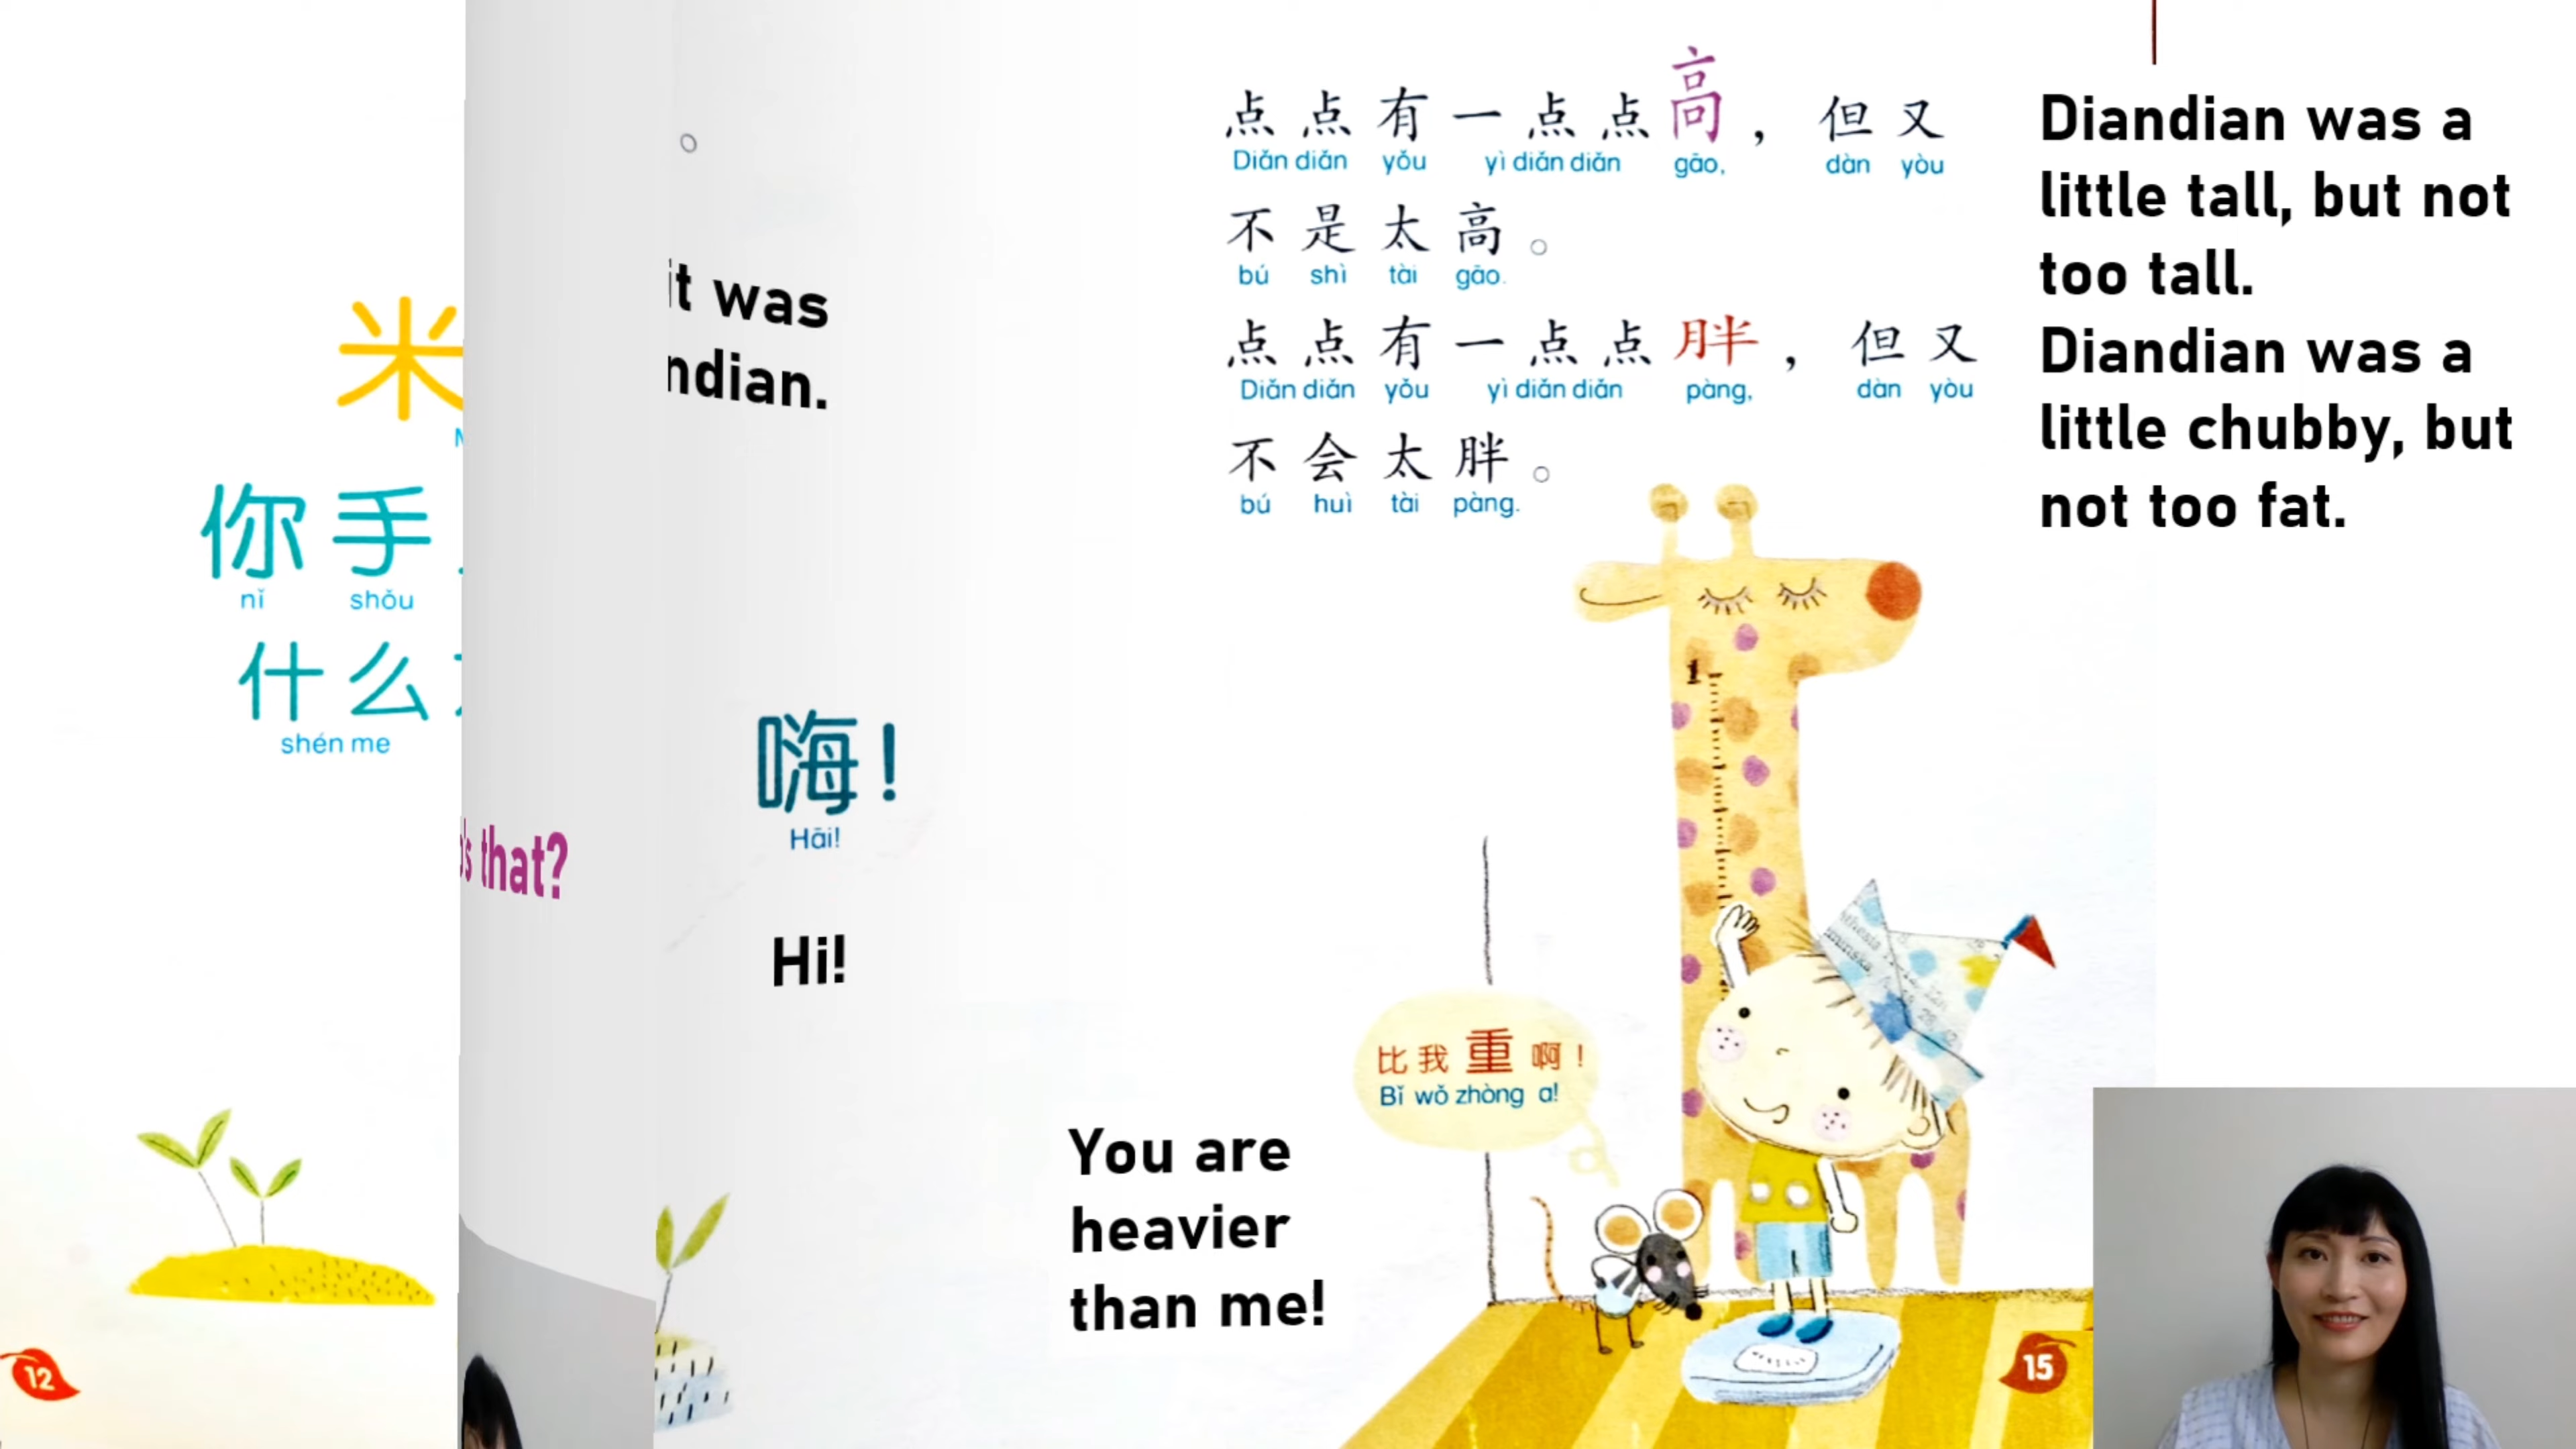 米
你手
nǐ shǒu
什么
shén me
12
that?
it was
Hāi!
嗨！
Hi!
点点有一点点高，但又
Diǎn diǎn yǒu yì diǎn diǎn gāo, dàn yòu
不是太高。
bú shì tài gāo.
点点有一点点胖，但又
Diǎn diǎn yǒu yì diǎn diǎn pàng, dàn yòu
不会太胖。
bú huì tài pàng.
Diandian was a
little tall, but not
too tall.
Diandian was a
little chubby, but
not too fat.
1
比我重啊！
Bǐ wǒ zhòng a!
You are
heavier
than me!
15